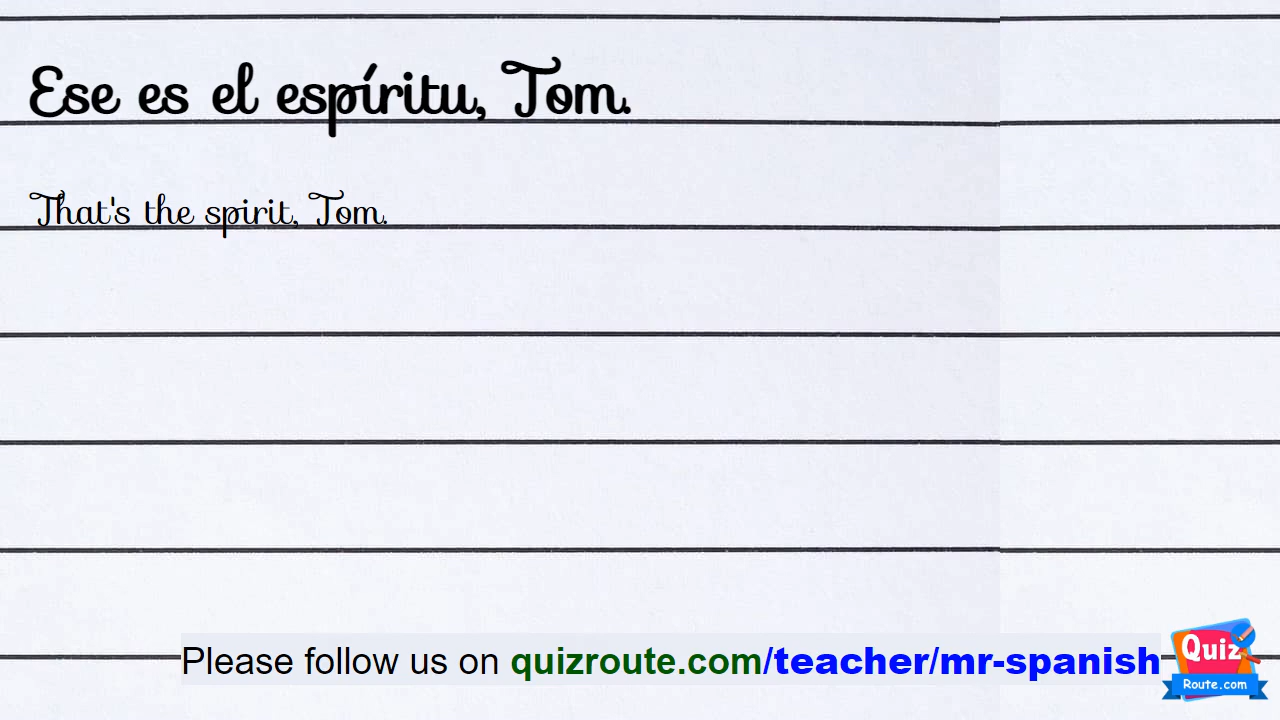 Ese es el espíritu, Tom.
That's the spirit, Tom.
Please follow us on quizroute.com/teacher/mr-spanish
Quiz
Route.com